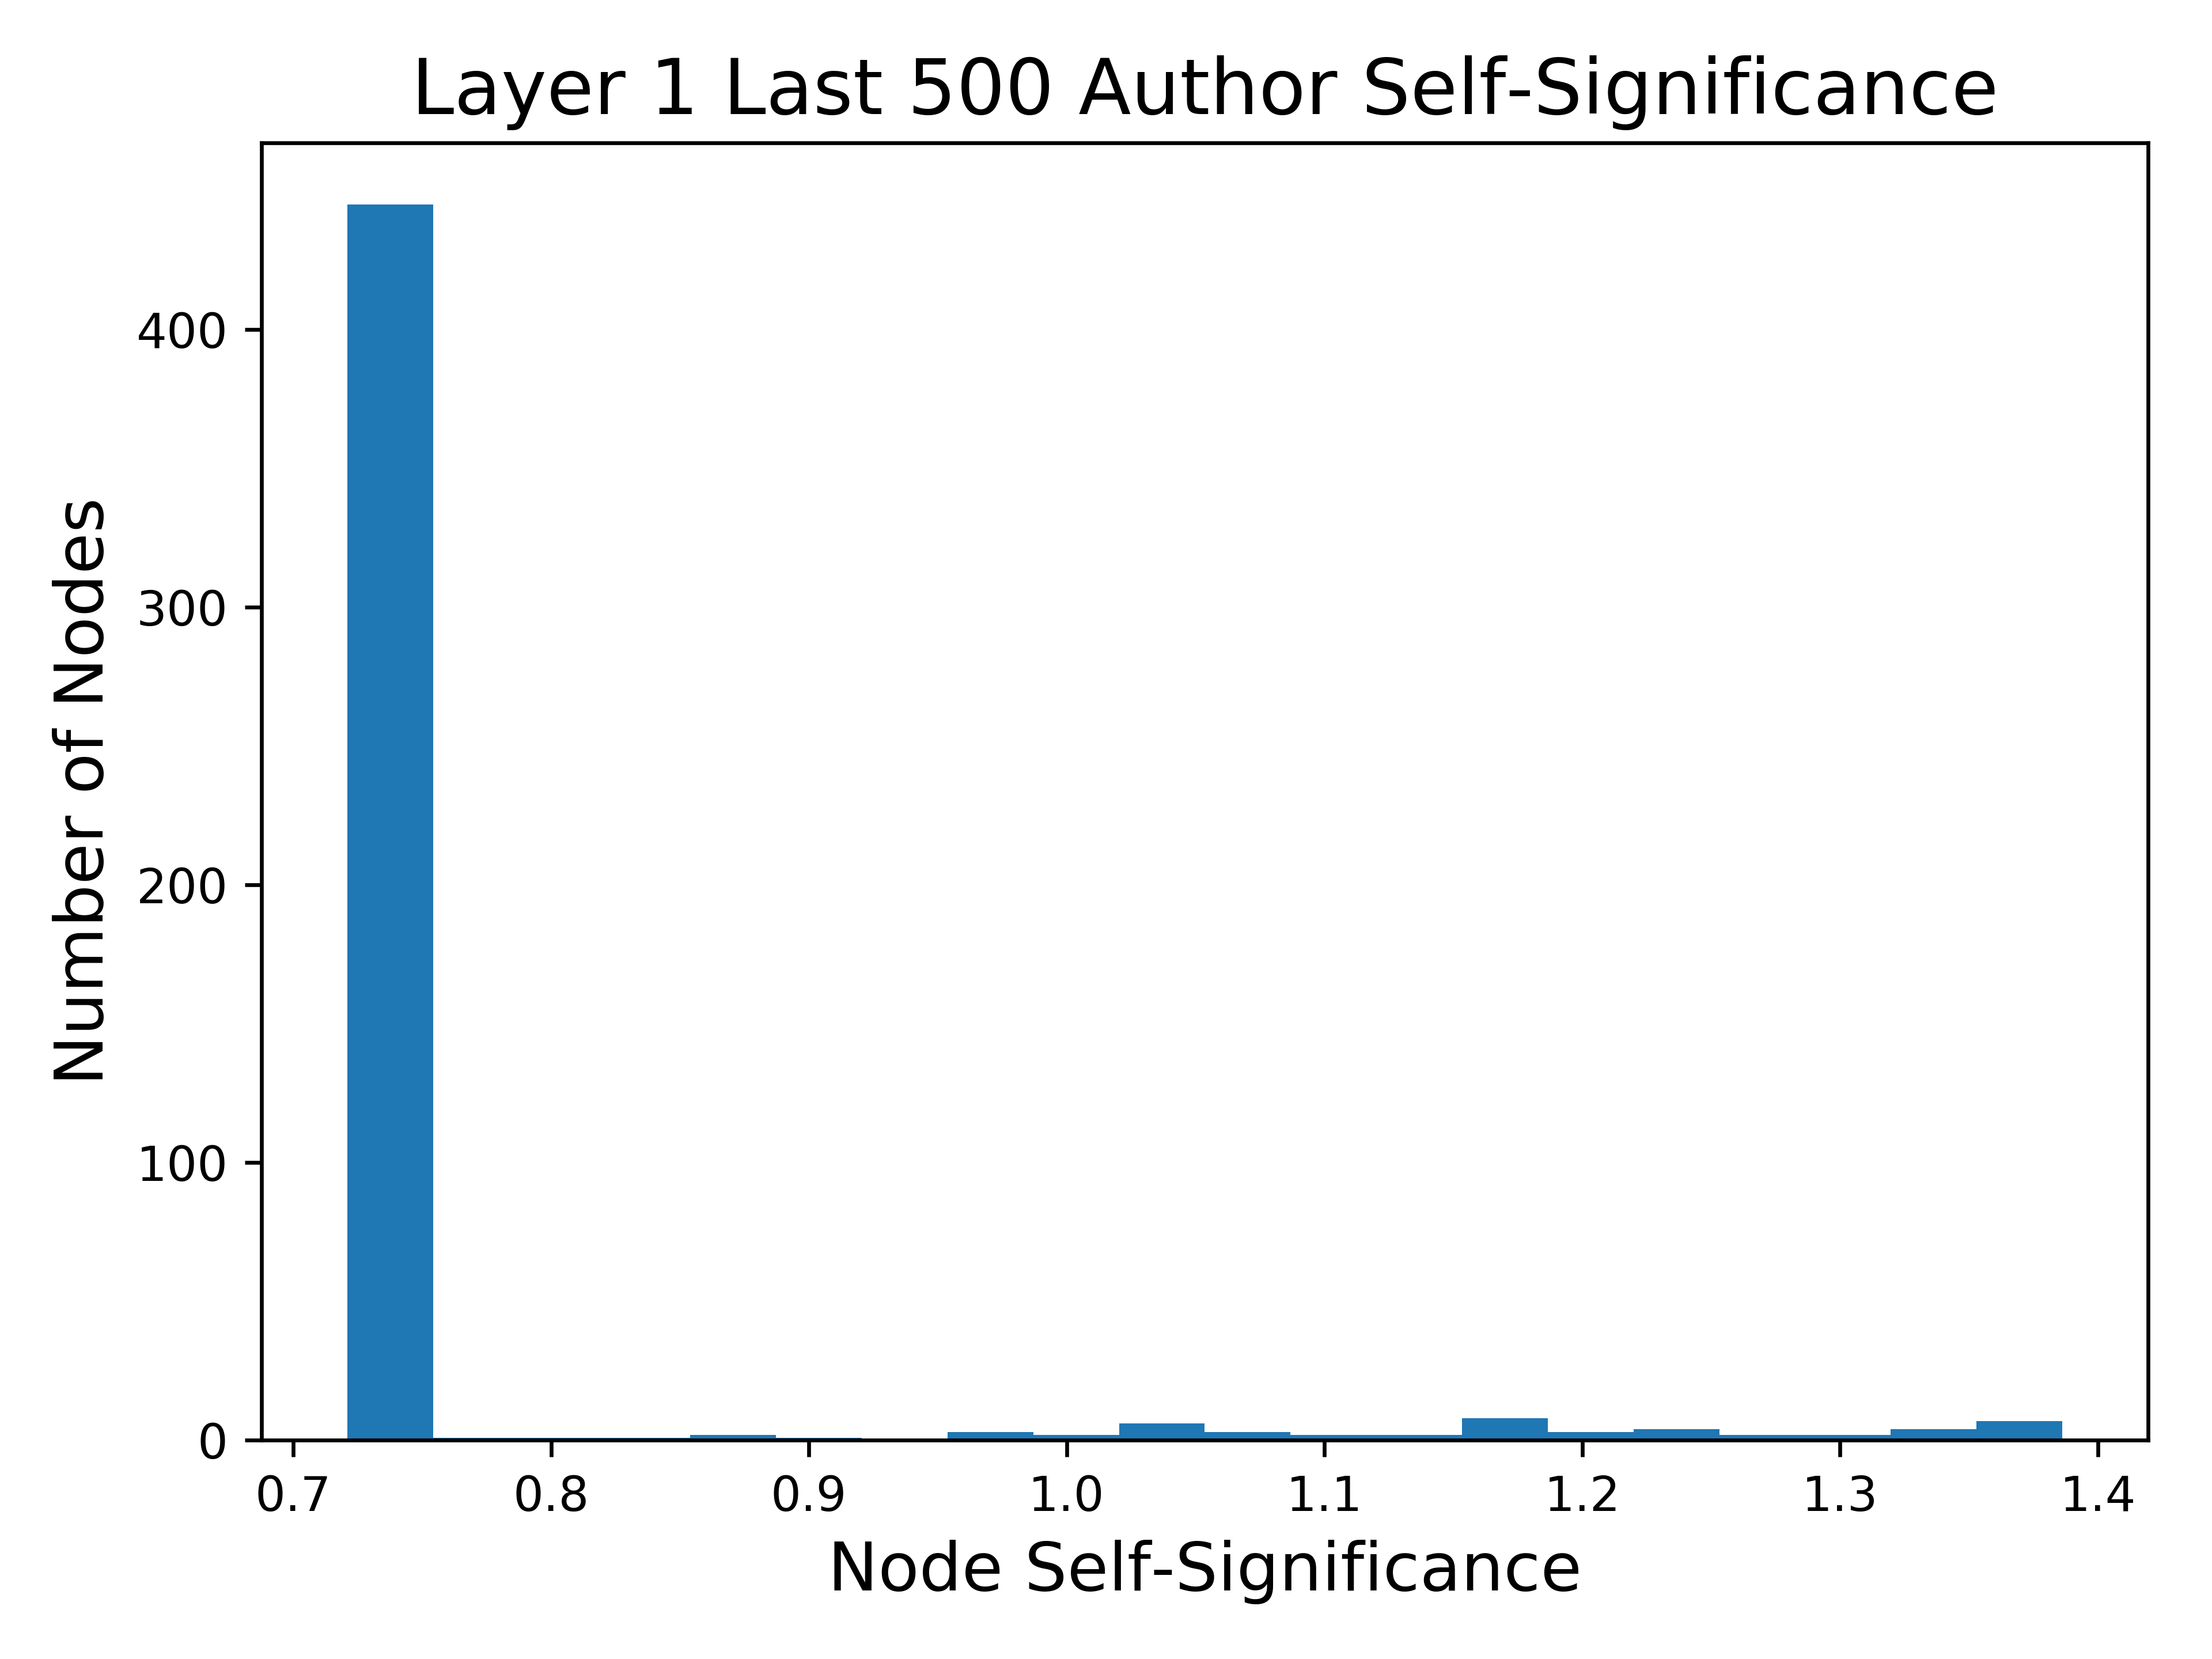 Layer 1 Last 500 Author Self-Significance
Number of Nodes
400
300
200
100
0
0.7 0.8 0.9 1.0 1.1 1.2 1.3 1.4
Node Self-Significance